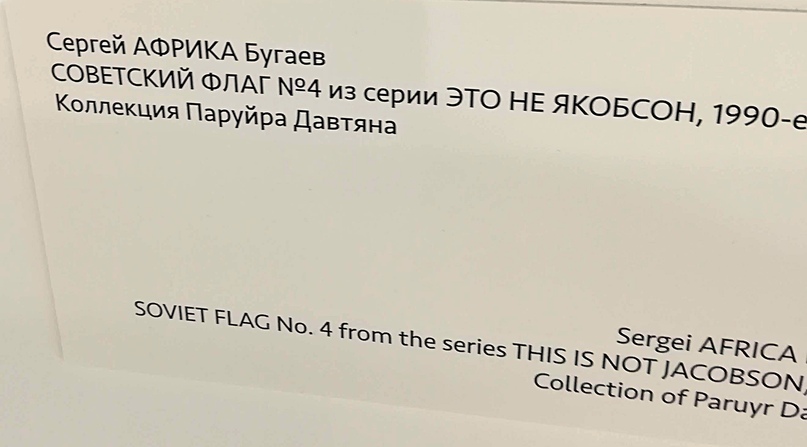 Сергей АФРИКА Бугаев
СОВЕТСКИЙ ФЛАГ №4 из серии ЭТО НЕ ЯКОБСОН, 1990-е
Коллекция Паруйра Давтяна
Sergei AFRICA
SOVIET FLAG No. 4 from the series THIS IS NOT JACOBSON,
Collection of Paruyr Da